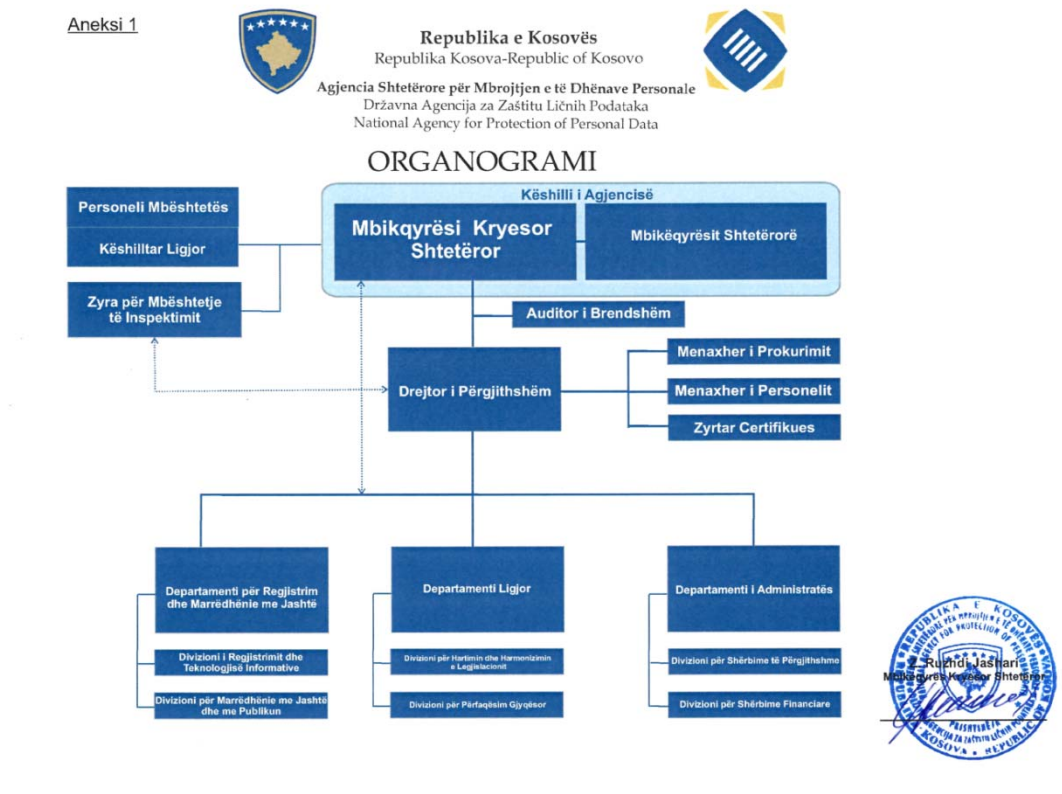 Aneksi 1
Republika e Kosovës
Republika Kosova-Republic of Kosovo
Agjencia Shtetërore për Mbrojtjen e të Dhënave Personale
Državna Agencija za Zaštitu Ličnih Podataka
National Agency for Protection of Personal Data
ORGANOGRAMI
Këshilli i Agjencisë
Personeli Mbështetës
Këshilltar Ligjor
Mbikqyrësi Kryesor
Shtetëror
Mbikëqyrësit Shtetërorë
Zyra për Mbështetje
të Inspektimit
Auditor i Brendshëm
Drejtor i Përgjithshëm
Menaxher i Prokurimit
Menaxher i Personelit
Zyrtar Certifikues
Departamenti për Regjistrim
dhe Marrëdhënie me Jashtë
Divizioni i Regjistrimit dhe
Teknologjisë Informative
Divizioni për Marrëdhënie me Jashtë
dhe me Publikun
Departamenti Ligjor
Divizioni për Hartimin dhe Harmonizimin
e Legjislacionit
Divizioni për Përfaqësim Gjyqësor
Departamenti i Administratës
Divizioni për Shërbime të Përgjithshme
Divizioni për Shërbime Financiare
Z. Ruzhdi Jashari
Mbikëqyrës Kryesor Shtetëror